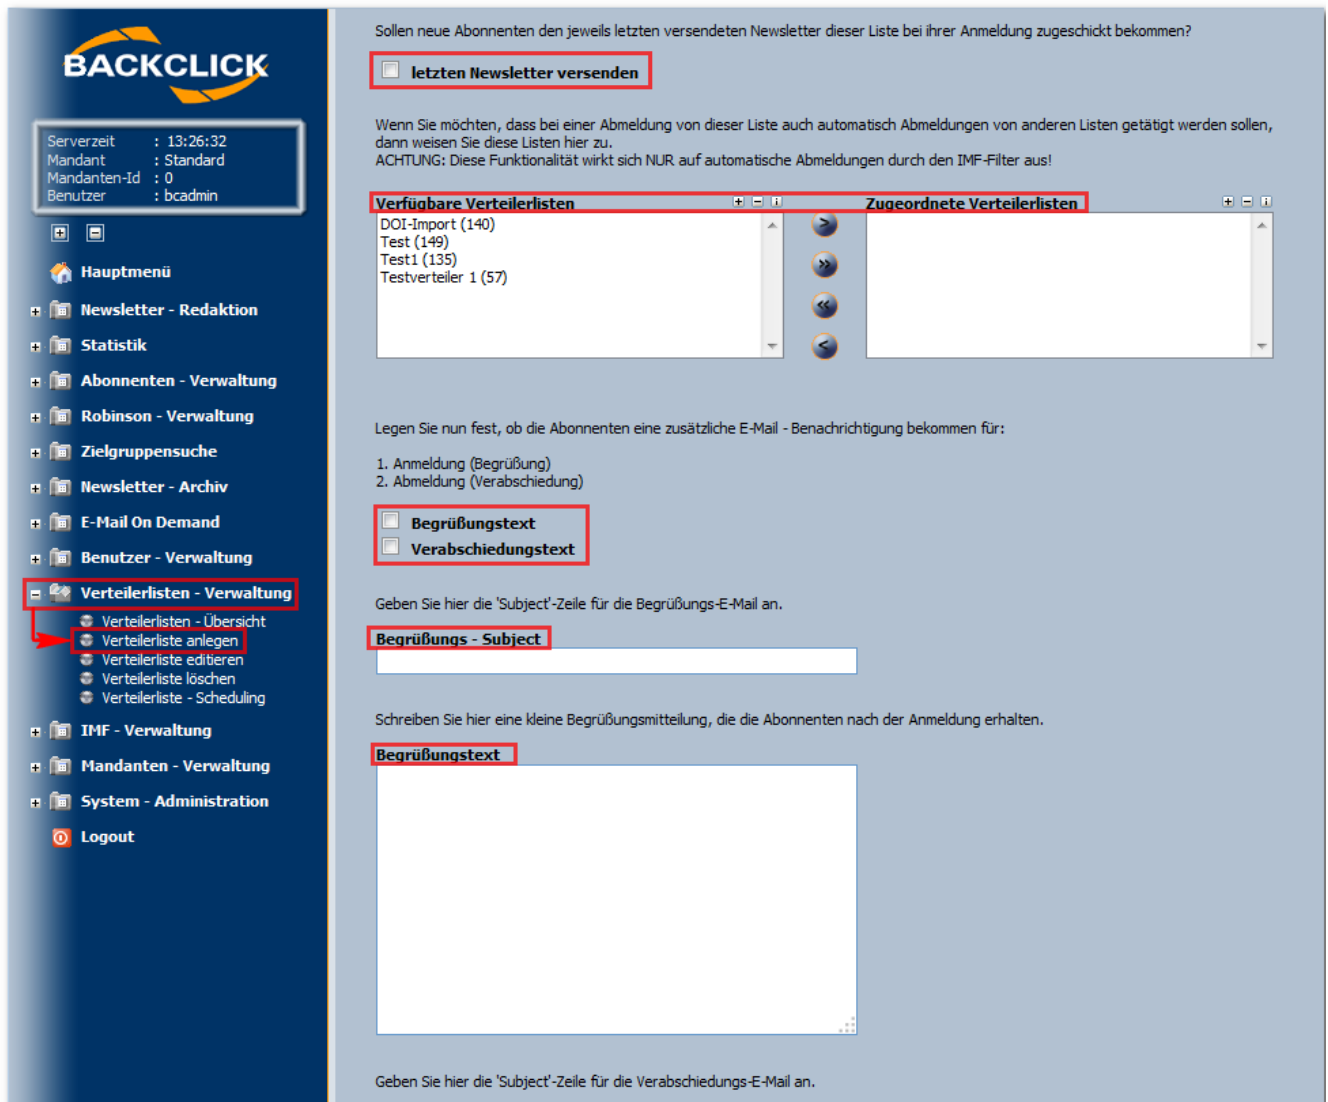 BACKCLICK
Serverzeit : 13:26:32
Mandant : Standard
Mandanten-Id : 0
Benutzer : bcadmin
Hauptmenü
Newsletter - Redaktion
Statistik
Abonnenten - Verwaltung
Robinson - Verwaltung
Zielgruppensuche
Newsletter - Archiv
E-Mail On Demand
Benutzer - Verwaltung
Verteilerlisten - Verwaltung
Verteilerlisten - Übersicht
Verteilerliste anlegen
Verteilerliste editieren
Verteilerliste löschen
Verteilerliste - Scheduling
IMF - Verwaltung
Mandanten - Verwaltung
System - Administration
Logout
Sollen neue Abonnenten den jeweils letzten versendeten Newsletter dieser Liste bei ihrer Anmeldung zugeschickt bekommen?
letzten Newsletter versenden
Wenn Sie möchten, dass bei einer Abmeldung von dieser Liste auch automatisch Abmeldungen von anderen Listen getätigt werden sollen,
dann weisen Sie diese Listen hier zu.
ACHTUNG: Diese Funktionalität wirkt sich NUR auf automatische Abmeldungen durch den IMF-Filter aus!
Verfügbare Verteilerlisten
DOI-Import (140)
Test (149)
Test1 (135)
Testverteiler 1 (57)
Zugeordnete Verteilerlisten
Legen Sie nun fest, ob die Abonnenten eine zusätzliche E-Mail - Benachrichtigung bekommen für:
1. Anmeldung (Begrüßung)
2. Abmeldung (Verabschiedung)
Begrüßungstext
Verabschiedungstext
Geben Sie hier die 'Subject'-Zeile für die Begrüßungs-E-Mail an.
Begrüßungs - Subject
Schreiben Sie hier eine kleine Begrüßungsmitteilung, die die Abonnenten nach der Anmeldung erhalten.
Begrüßungstext
Geben Sie hier die 'Subject'-Zeile für die Verabschiedungs-E-Mail an.